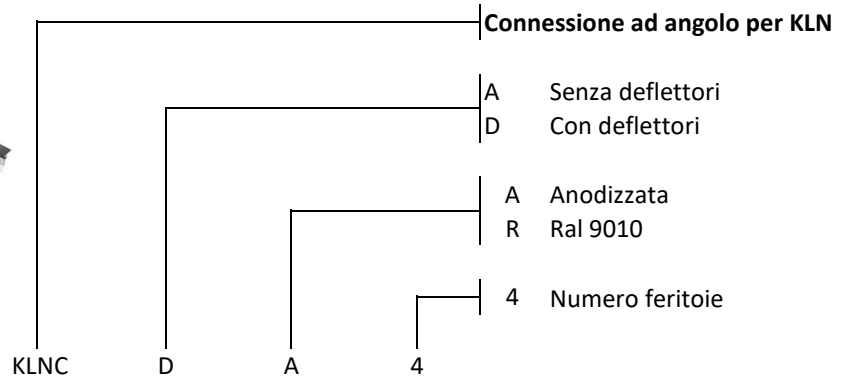 Connessione ad angolo per KLN
A Senza deflettori
D Con deflettori
A Anodizzata
R Ral 9010
4 Numero feritoie
KLNC D A 4